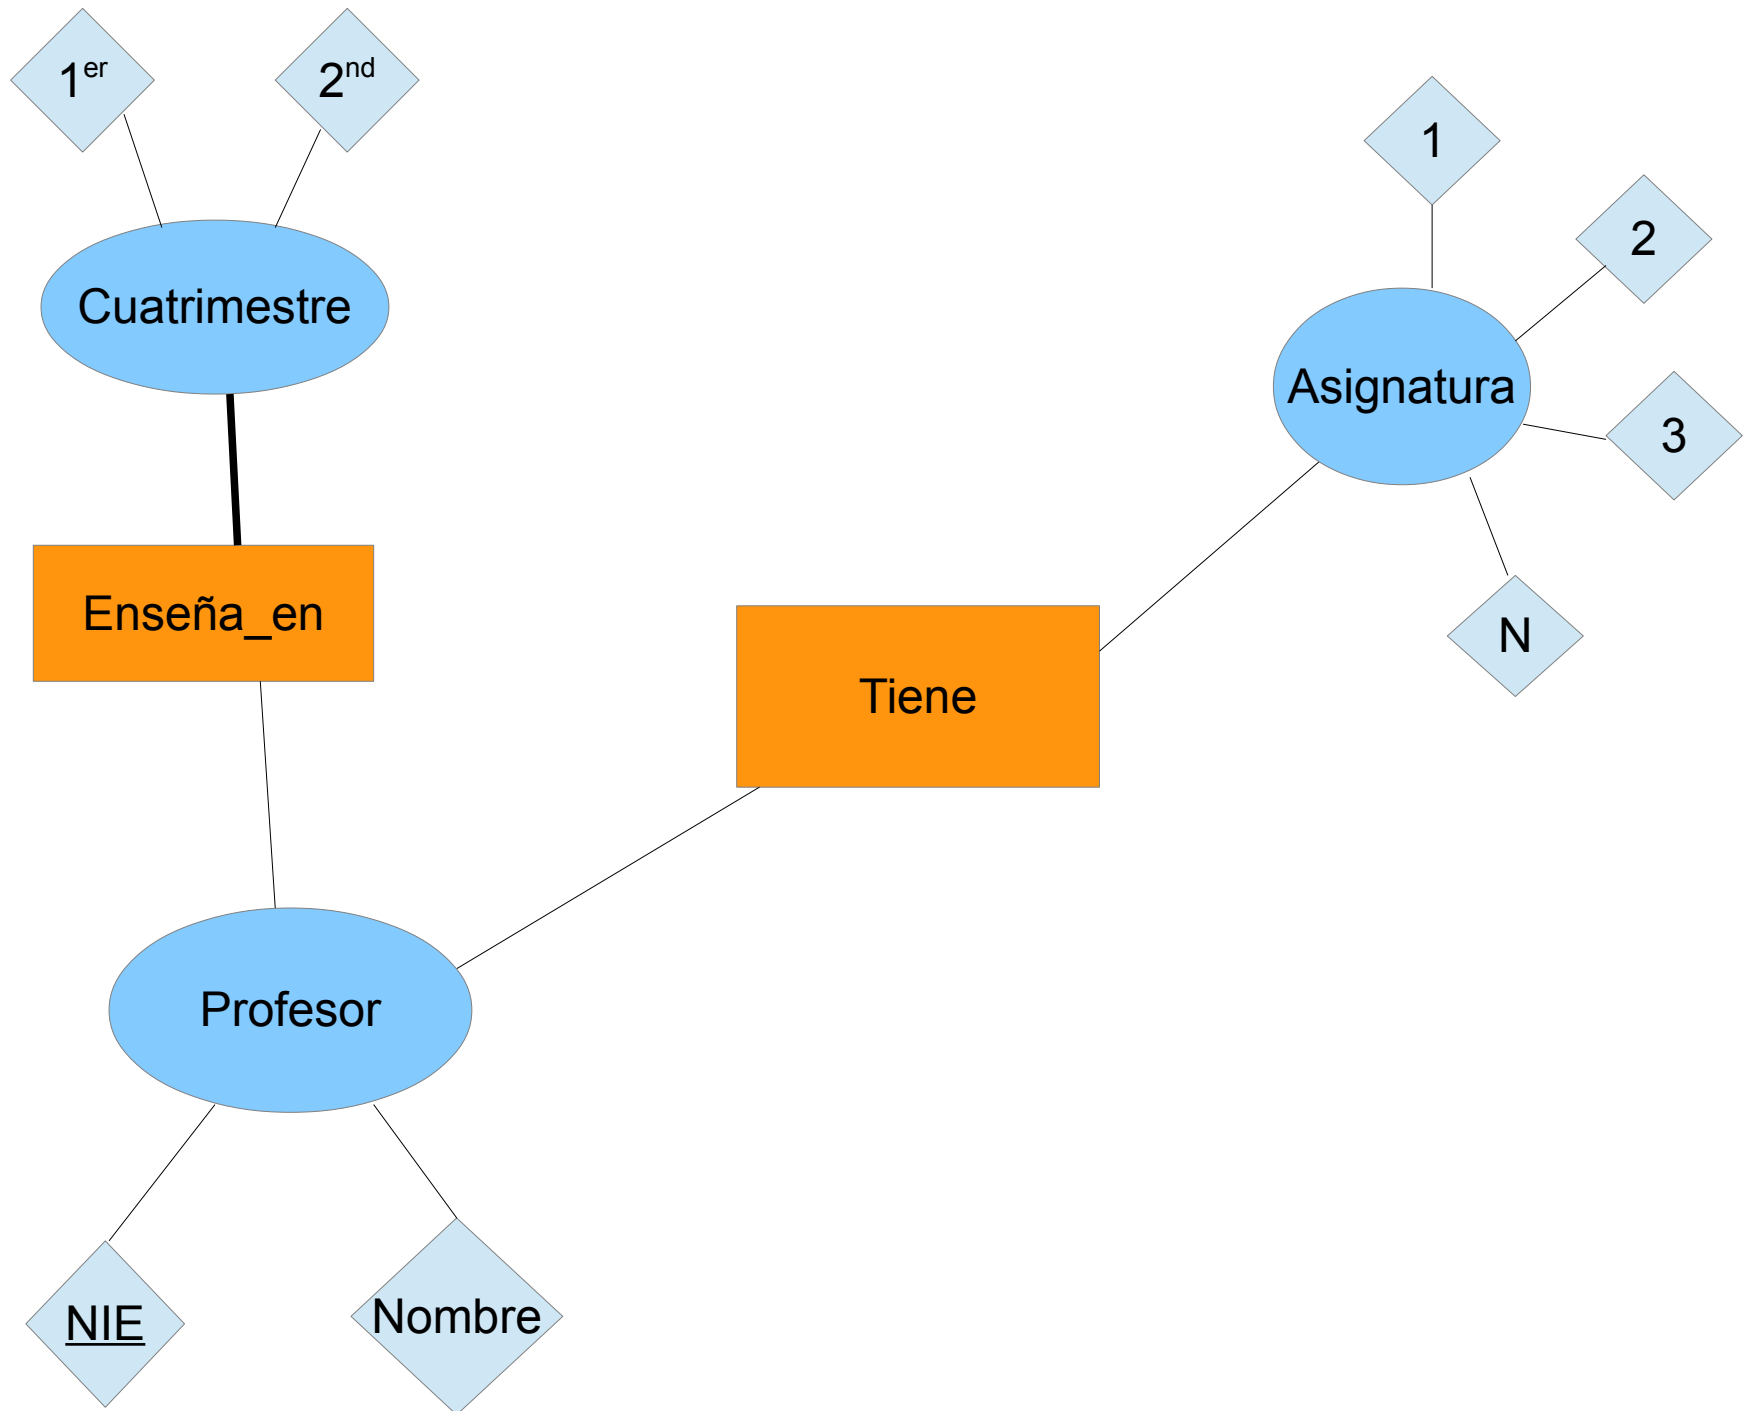 1er
2nd
1
2
Cuatrimestre
Asignatura
3
Enseña_en
N
Tiene
Profesor
NIE
Nombre